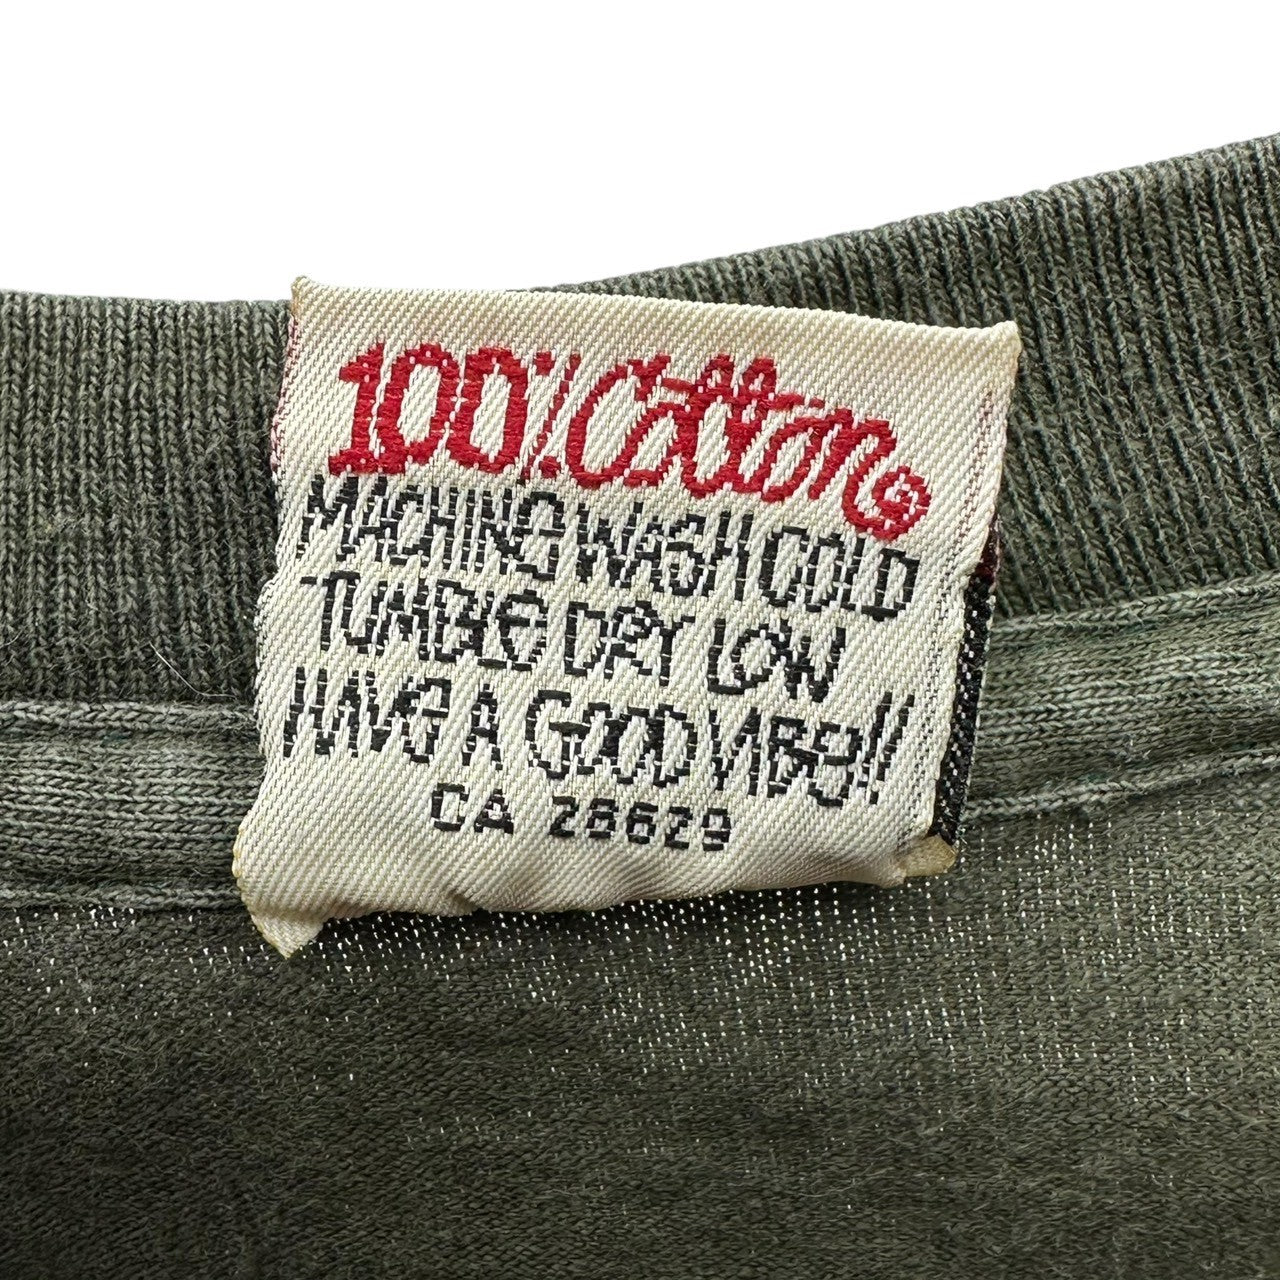 100% Cotton
MACHINE WASH COLD
TUMBLE DRY LOW
HAVE A GOOD VIBE!!
CA 28629